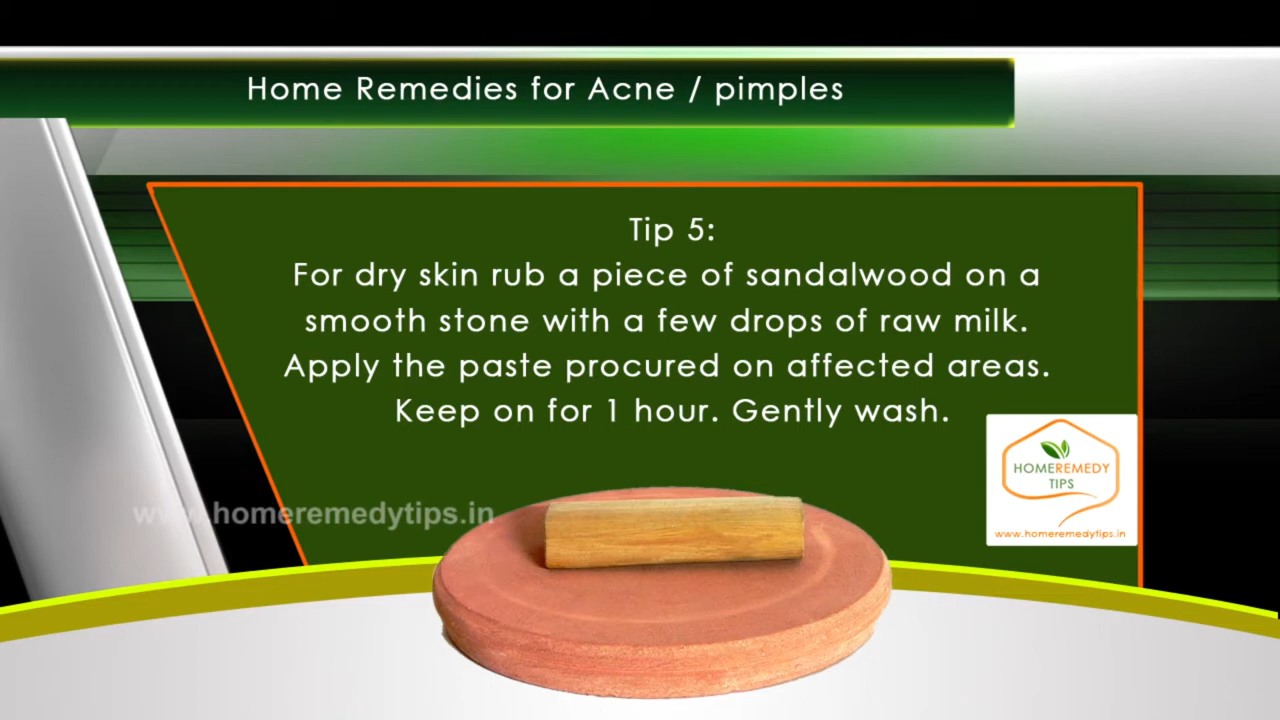 Home Remedies for Acne / pimples
Tip 5:
For dry skin rub a piece of sandalwood on a
smooth stone with a few drops of raw milk.
Apply the paste procured on affected areas.
Keep on for 1 hour. Gently wash.
HOMEREMEDY
TIPS
www.homeremedytips.in
www.homeremedytips.in